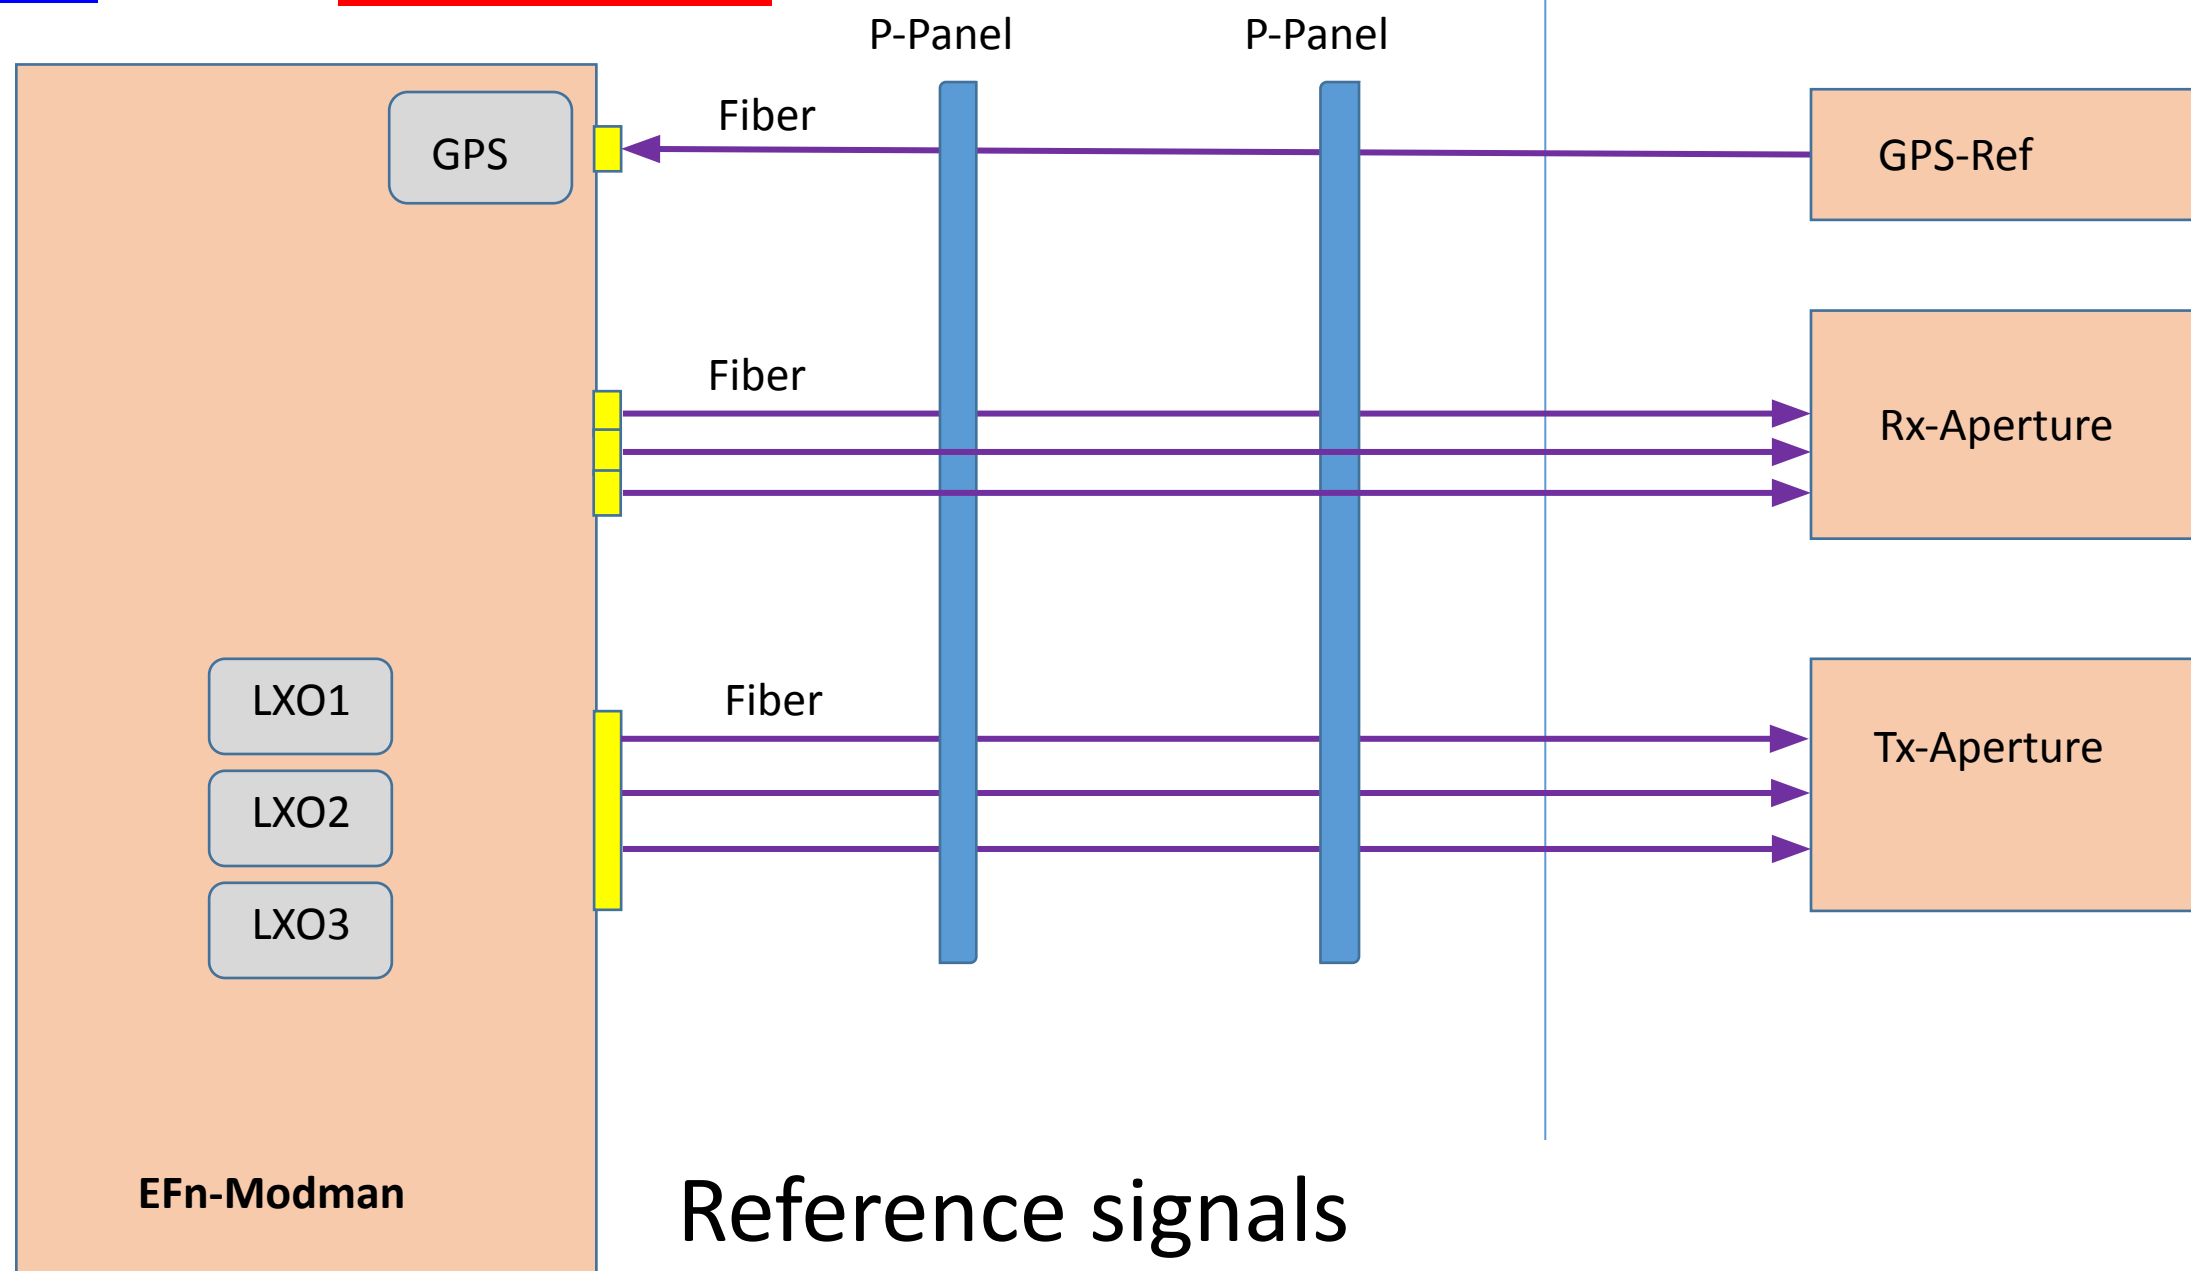 P-Panel
P-Panel
GPS
Fiber
GPS-Ref
Fiber
Rx-Aperture
LXO1
Fiber
Tx-Aperture
LXO2
LXO3
EFn-Modman
Reference signals